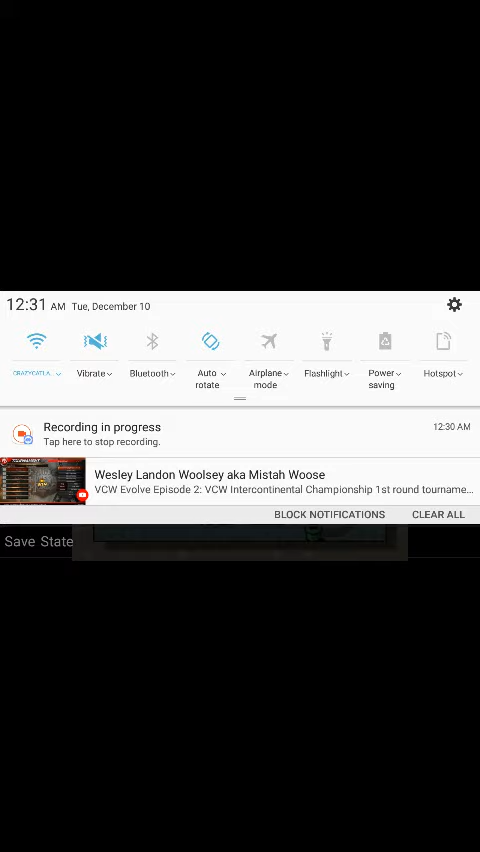 12:31 AM Tue, December 10
CRAZYCATLA...
Vibrate
Bluetooth
Auto rotate
Airplane mode
Flashlight
Power saving
Hotspot
Recording in progress 12:30 AM
Tap here to stop recording.
Wesley Landon Woolsey aka Mistah Woose
VCW Evolve Episode 2: VCW Intercontinental Championship 1st round tourname...
BLOCK NOTIFICATIONS CLEAR ALL
Save State